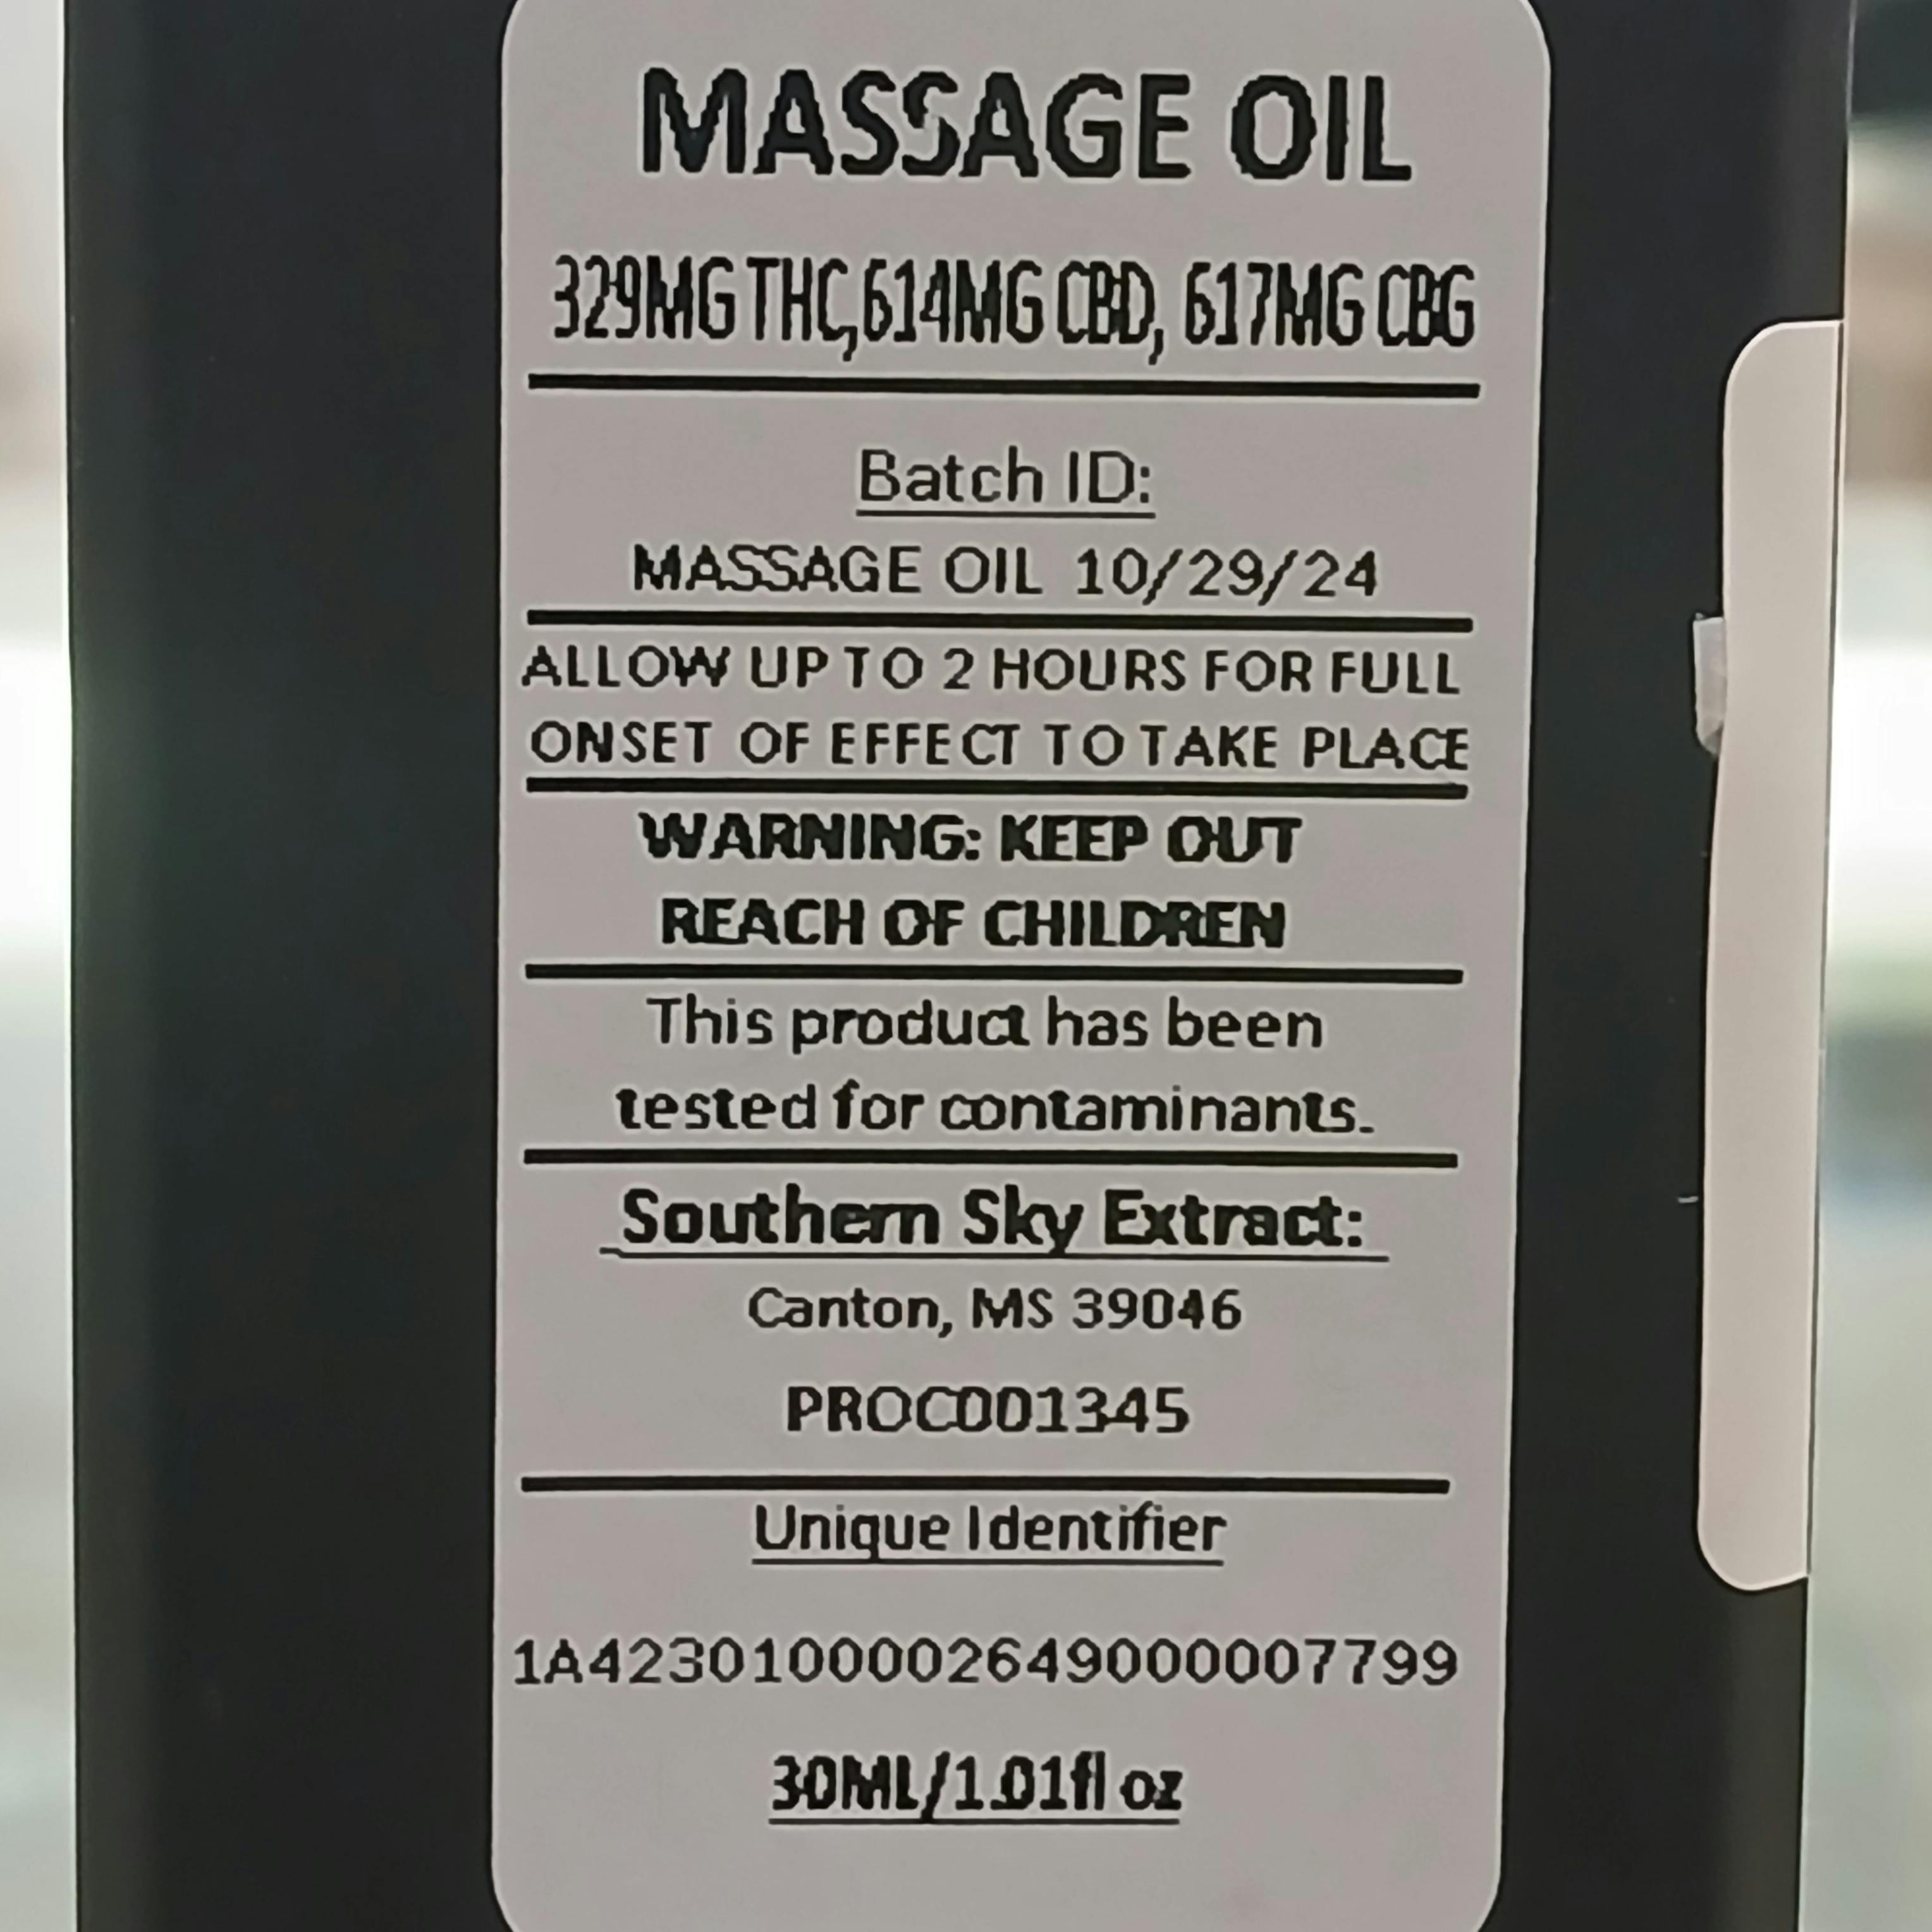 MASSAGE OIL
329MG THC,614MG CBD, 617MG CBG
Batch ID:
MASSAGE OIL 10/29/24
ALLOW UP TO 2 HOURS FOR FULL
ONSET OF EFFECT TO TAKE PLACE
WARNING: KEEP OUT
REACH OF CHILDREN
This product has been
tested for contaminants.
Southern Sky Extract:
Canton, MS 39046
PROC001345
Unique Identifier
1A4230100002649000007799
30ML/1.01fl oz